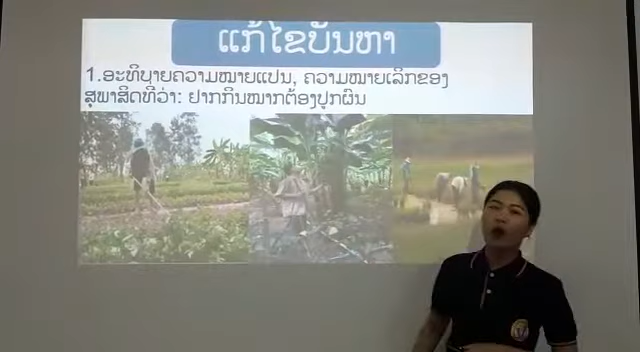 ແກ້ໄຂບັນຫາ
1.ອະທິບາຍຄວາມໝາຍແປນ, ຄວາມໝາຍເລິກຂອງ
ສຸພາສິດທີ່ວ່າ: ຢາກກິນໝາກຕ້ອງປູກຜົນ